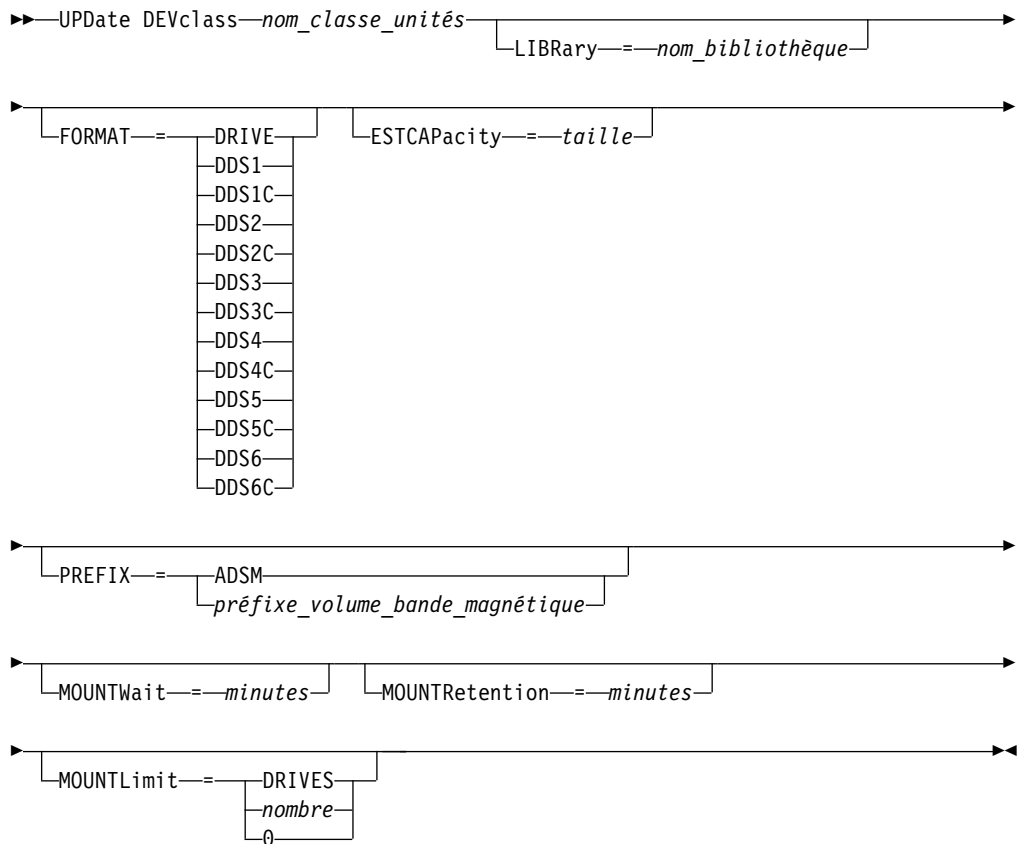 UPDate DEVclass nom_classe_unités
LIBRary = nom_bibliothèque
FORMAT = DRIVE
DDS1
DDS1C
DDS2
DDS2C
DDS3
DDS3C
DDS4
DDS4C
DDS5
DDS5C
DDS6
DDS6C
ESTCAPacity = taille
PREFIX = ADSM
préfixe_volume_bande_magnétique
MOUNTWait = minutes
MOUNTRetention = minutes
MOUNTLimit = DRIVES
nombre
0